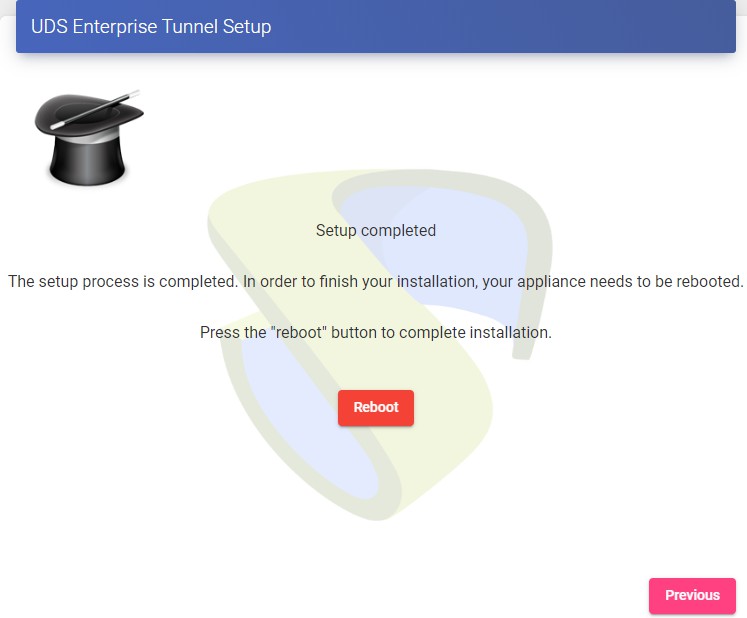 UDS Enterprise Tunnel Setup
Setup completed
The setup process is completed. In order to finish your installation, your appliance needs to be rebooted.
Press the "reboot" button to complete installation.
Reboot
Previous